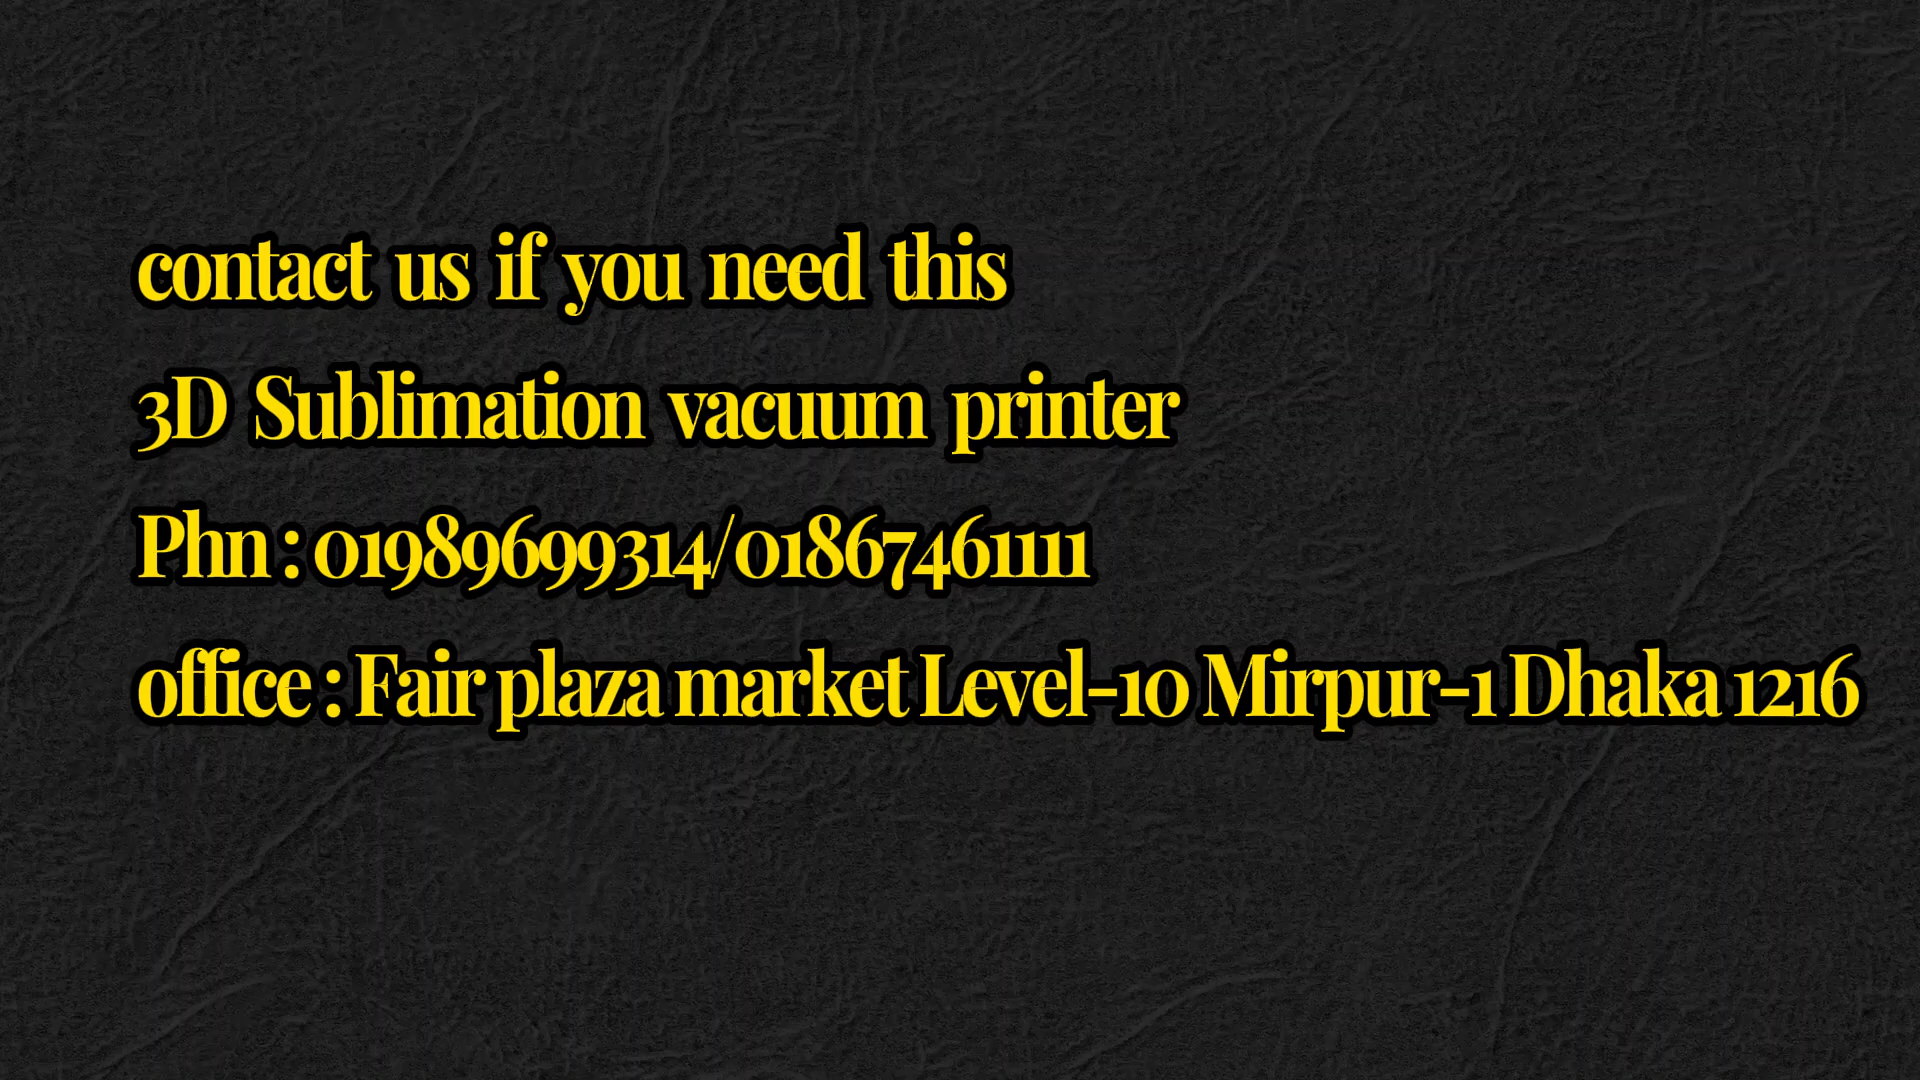 contact us if you need this
3D Sublimation vacuum printer
Phn : 01989699314/01867461111
office : Fair plaza market Level-10 Mirpur-1 Dhaka 1216